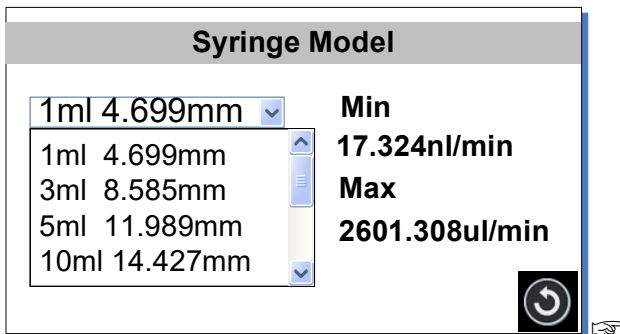 Syringe Model
1ml 4.699mm
1ml 4.699mm
3ml 8.585mm
5ml 11.989mm
10ml 14.427mm
Min
17.324nl/min
Max
2601.308ul/min